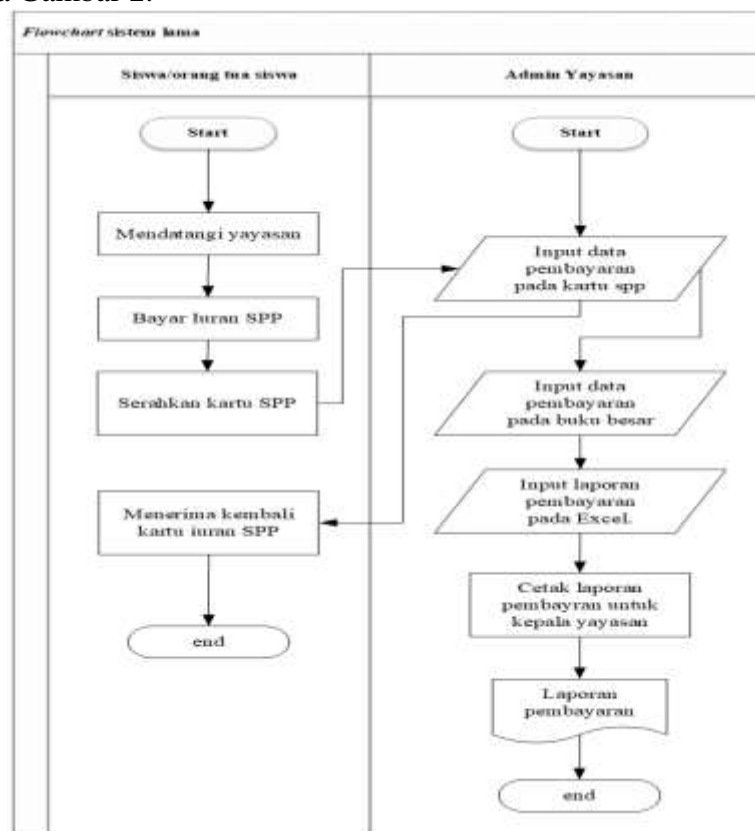 Gambar 2.
Flowchart sistem lama
Siswa/orang tua siswa
Admin Yayasan
Start
Mendatangi yayasan
Bayar Iuran SPP
Serahkan kartu SPP
Menerima kembali
kartu iuran SPP
end
Start
Input data
pembayaran
pada kartu spp
Input data
pembayaran
pada buku besar
Input laporan
pembayaran
pada Excel.
Cetak laporan
pembayran untuk
kepala yayasan
Laporan
pembayaran
end